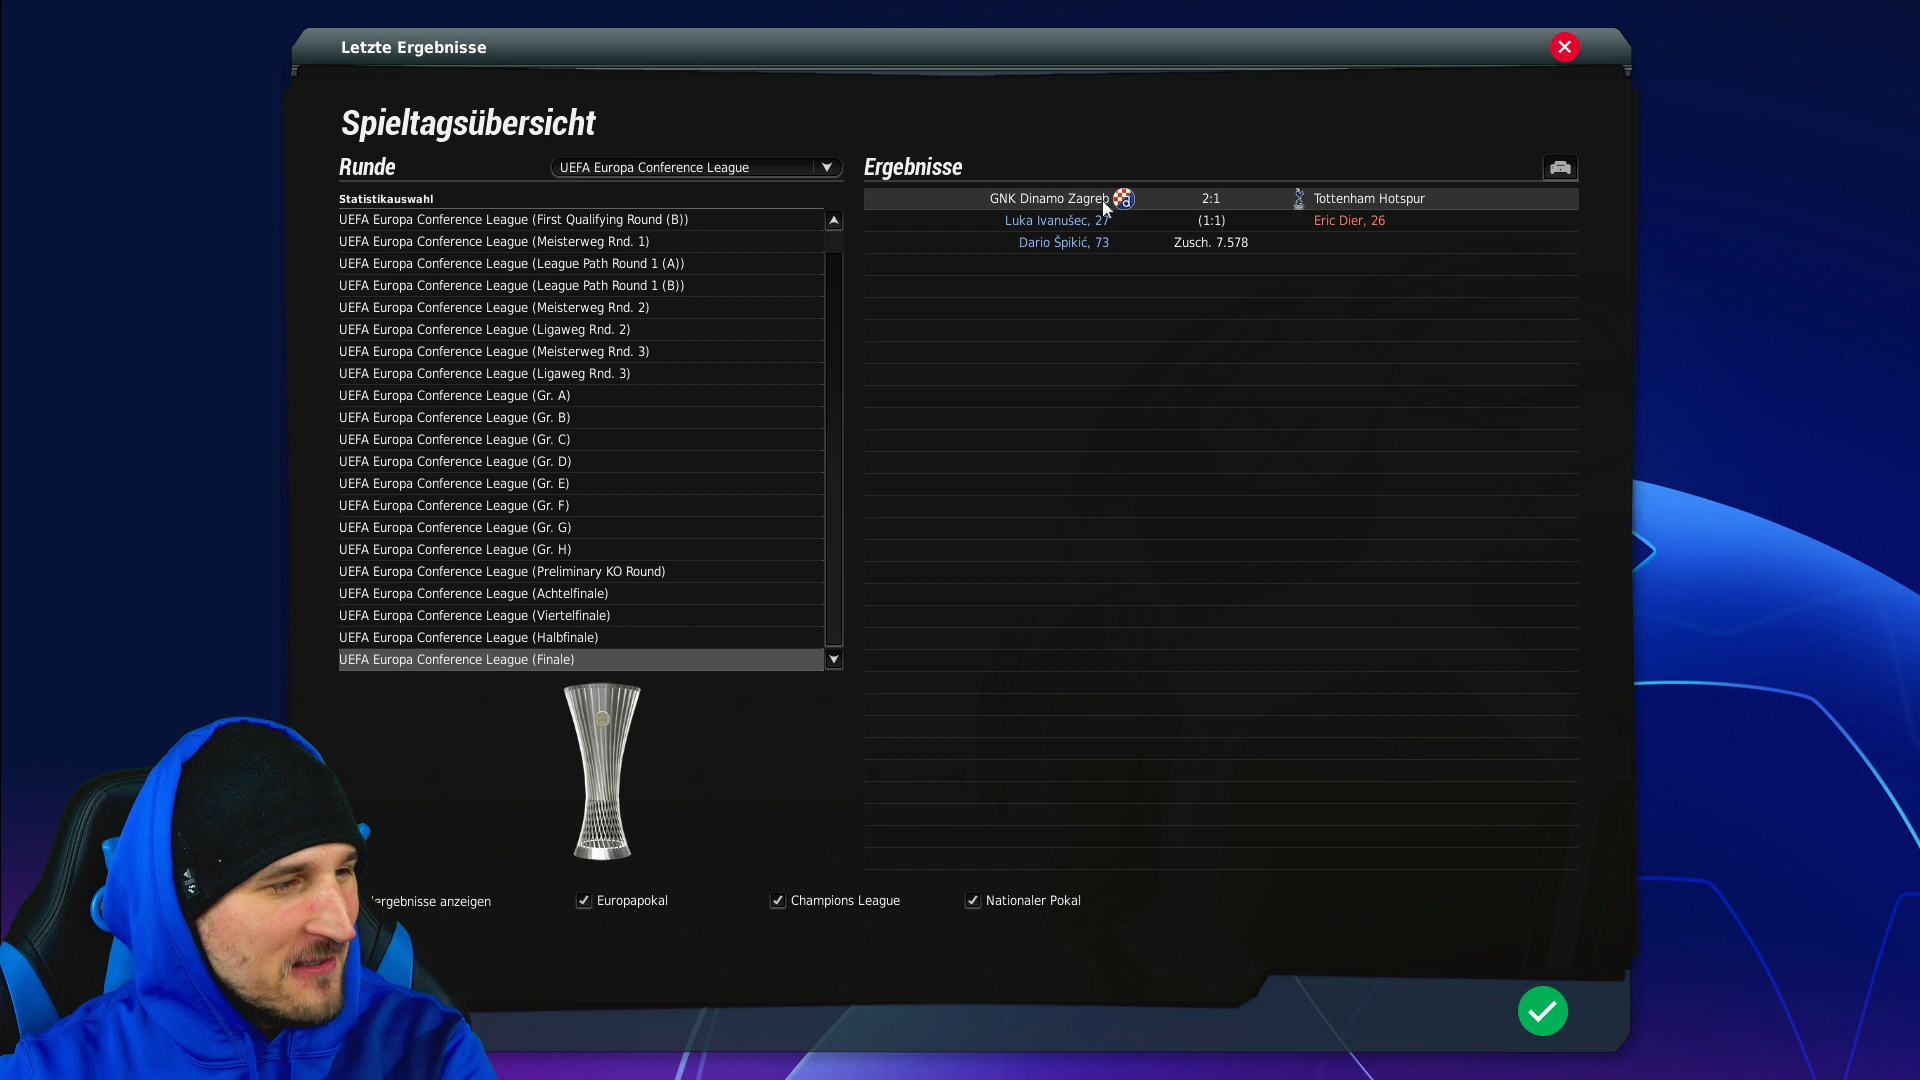 Letzte Ergebnisse
Spieltagsübersicht
Runde
UEFA Europa Conference League
Statistikauswahl
UEFA Europa Conference League (First Qualifying Round (B))
UEFA Europa Conference League (Meisterweg Rnd. 1)
UEFA Europa Conference League (League Path Round 1 (A))
UEFA Europa Conference League (League Path Round 1 (B))
UEFA Europa Conference League (Meisterweg Rnd. 2)
UEFA Europa Conference League (Ligaweg Rnd. 2)
UEFA Europa Conference League (Meisterweg Rnd. 3)
UEFA Europa Conference League (Ligaweg Rnd. 3)
UEFA Europa Conference League (Gr. A)
UEFA Europa Conference League (Gr. B)
UEFA Europa Conference League (Gr. C)
UEFA Europa Conference League (Gr. D)
UEFA Europa Conference League (Gr. E)
UEFA Europa Conference League (Gr. F)
UEFA Europa Conference League (Gr. G)
UEFA Europa Conference League (Gr. H)
UEFA Europa Conference League (Preliminary KO Round)
UEFA Europa Conference League (Achtelfinale)
UEFA Europa Conference League (Viertelfinale)
UEFA Europa Conference League (Halbfinale)
UEFA Europa Conference League (Finale)
Ergebnisse
GNK Dinamo Zagreb 2:1 Tottenham Hotspur
Luka Ivanušec, 27 (1:1) Eric Dier, 26
Dario Špikić, 73 Zusch. 7.578
ergebnisse anzeigen Europapokal Champions League Nationaler Pokal